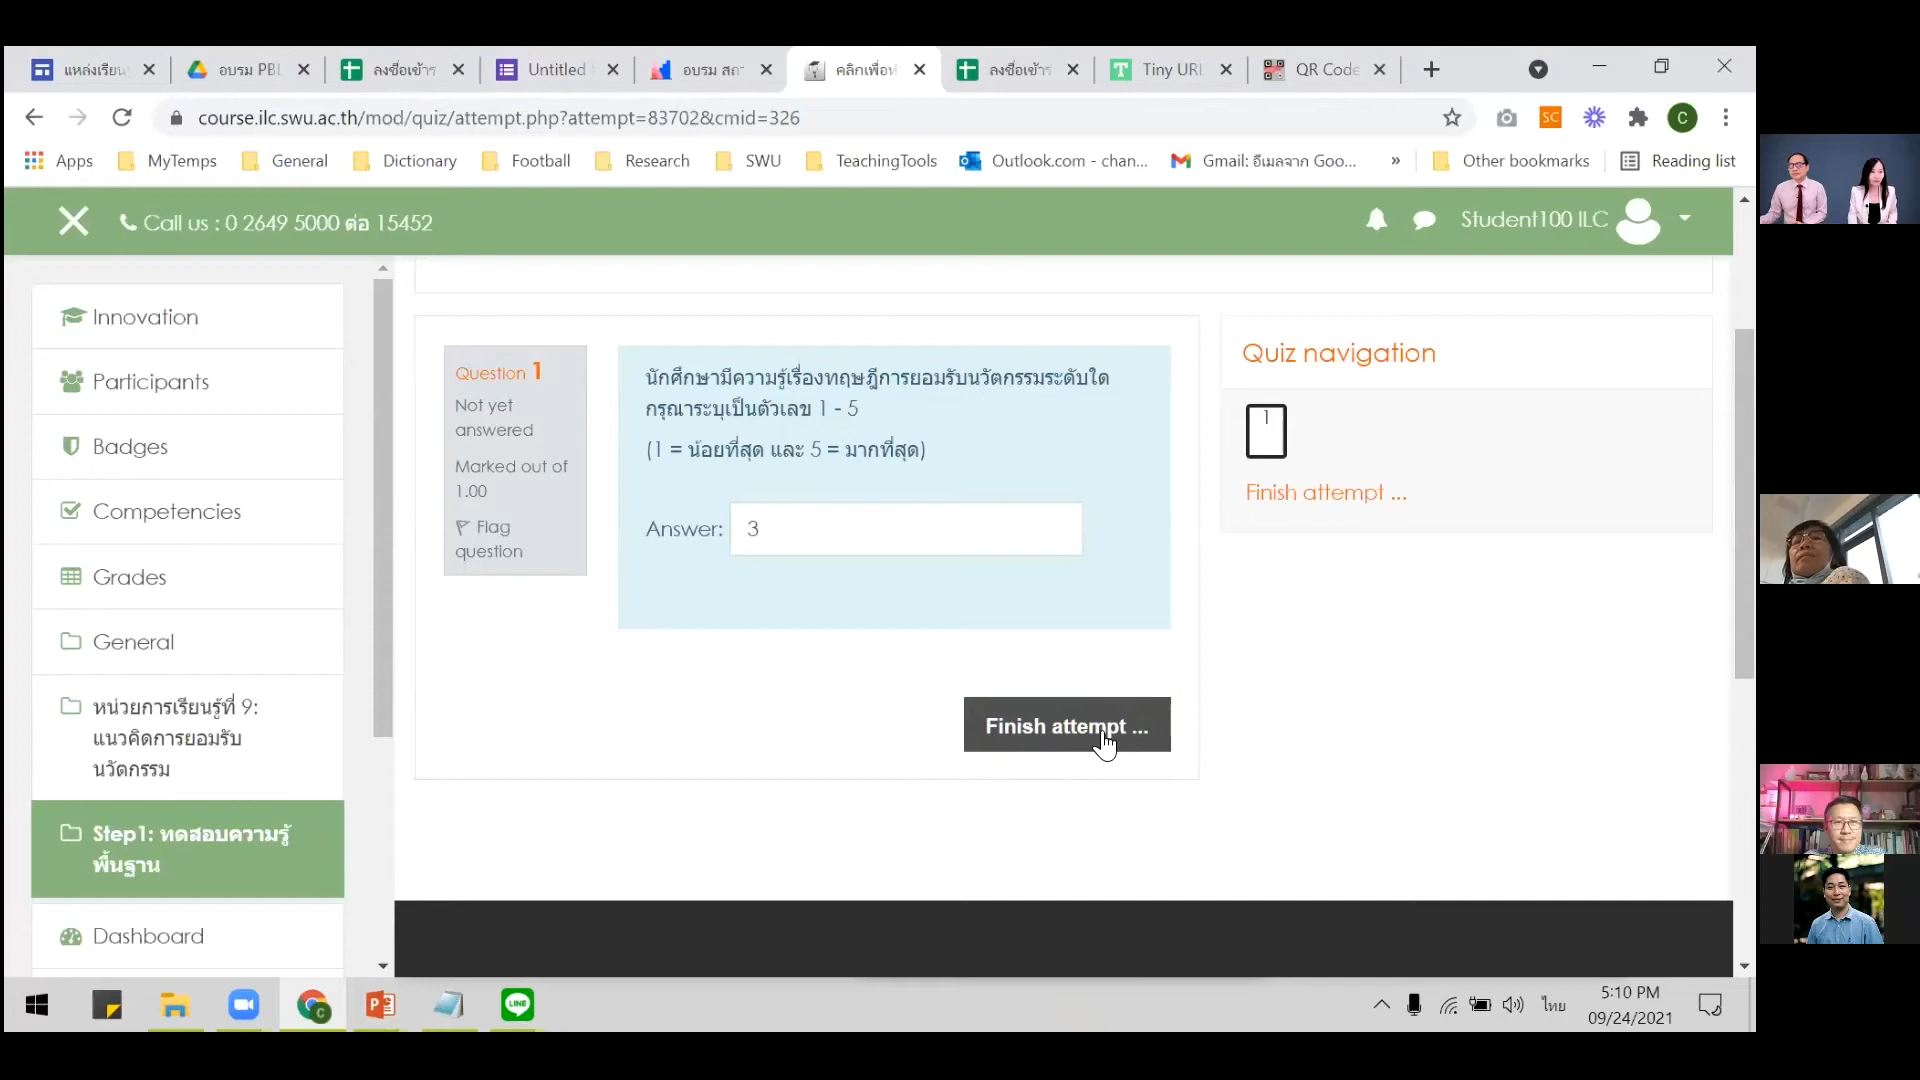 แหล่งเรียน
อบรม PBL
ลงชื่อเข้าร
Untitled
อบรม สถ
คลิกเพื่อท
ลงชื่อเข้าร
Tiny URL
QR Code
course.ilc.swu.ac.th/mod/quiz/attempt.php?attempt=83702&cmid=326
SC
C
Apps
MyTemps
General
Dictionary
Football
Research
SWU
TeachingTools
Outlook.com - chan...
Gmail: อีเมลจาก Goo...
»
Other bookmarks
Reading list
Call us : 0 2649 5000 ต่อ 15452
Student100 ILC
Innovation
Participants
Badges
Competencies
Grades
General
หน่วยการเรียนรู้ที่ 9:
แนวคิดการยอมรับ
นวัตกรรม
Step1: ทดสอบความรู้
พื้นฐาน
Dashboard
Question 1
Not yet
answered
Marked out of
1.00
Flag
question
นักศึกษามีความรู้เรื่องทฤษฎีการยอมรับนวัตกรรมระดับใด
กรุณาระบุเป็นตัวเลข 1 - 5
(1 = น้อยที่สุด และ 5 = มากที่สุด)
Answer: 3
Finish attempt ...
Quiz navigation
1
Finish attempt ...
LINE
ไทย
5:10 PM
09/24/2021